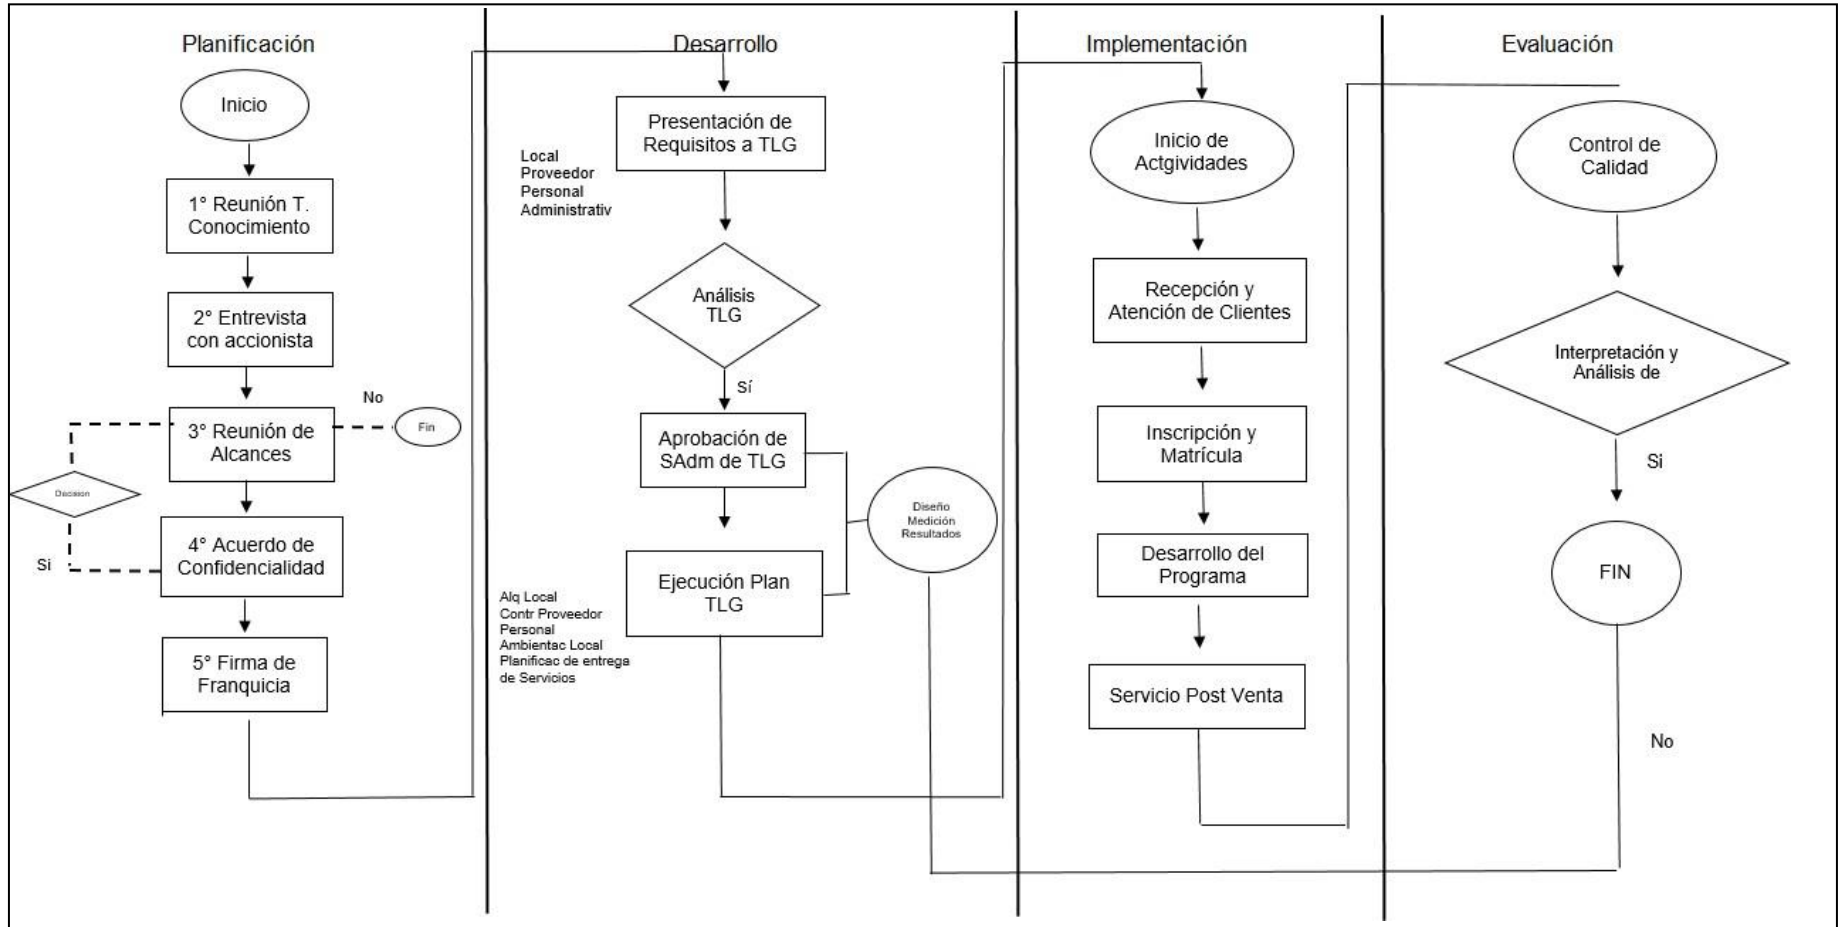 Planificación
Inicio
1° Reunión T.
Conocimiento
2° Entrevista
con accionista
No
3° Reunión de
Alcances
Fin
Decision
4° Acuerdo de
Confidencialidad
Si
5° Firma de
Franquicia
Desarrollo
Presentación de
Requisitos a TLG
Local
Proveedor
Personal
Administrativ
Análisis
TLG
Sí
Aprobación de
SAdm de TLG
Diseño
Medición
Resultados
Ejecución Plan
TLG
Alq Local
Contr Proveedor
Personal
Ambientac Local
Planificac de entrega
de Servicios
Implementación
Inicio de
Actgividades
Recepción y
Atención de Clientes
Inscripción y
Matrícula
Desarrollo del
Programa
Servicio Post Venta
Evaluación
Control de
Calidad
Interpretación y
Análisis de
Si
FIN
No